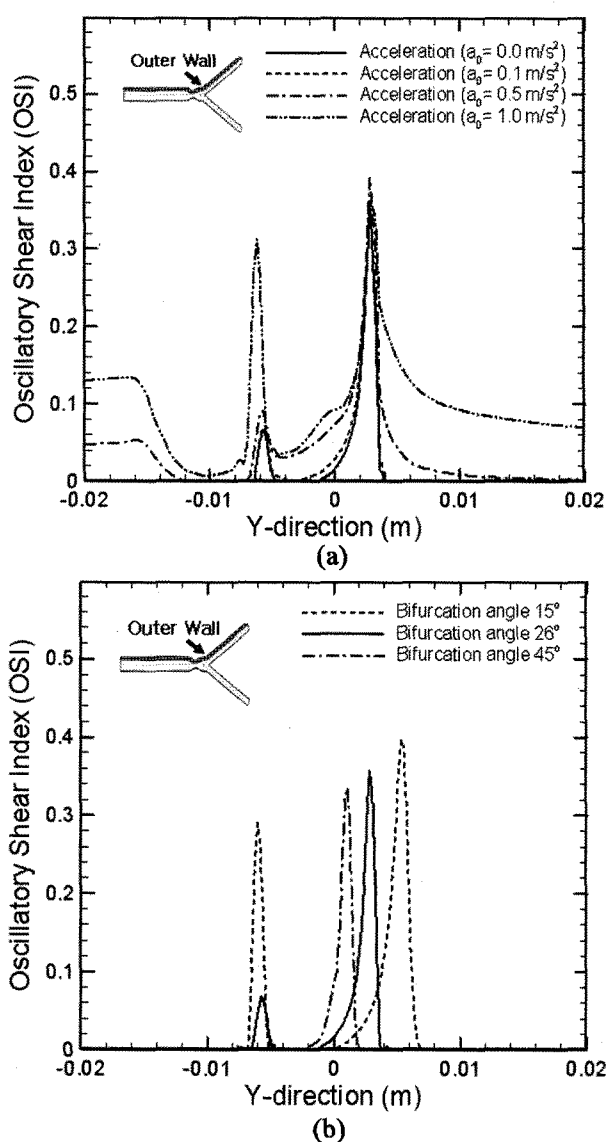 Outer Wall
Acceleration (a₀= 0.0 m/s²)
Acceleration (a₀= 0.1 m/s²)
Acceleration (a₀= 0.5 m/s²)
Acceleration (a₀= 1.0 m/s²)
Oscillatory Shear Index (OSI)
0.5
0.4
0.3
0.2
0.1
0
-0.02
-0.01
0
0.01
0.02
Y-direction (m)
(a)
Outer Wall
Bifurcation angle 15°
Bifurcation angle 26°
Bifurcation angle 45°
Oscillatory Shear Index (OSI)
0.5
0.4
0.3
0.2
0.1
0
-0.02
-0.01
0
0.01
0.02
Y-direction (m)
(b)